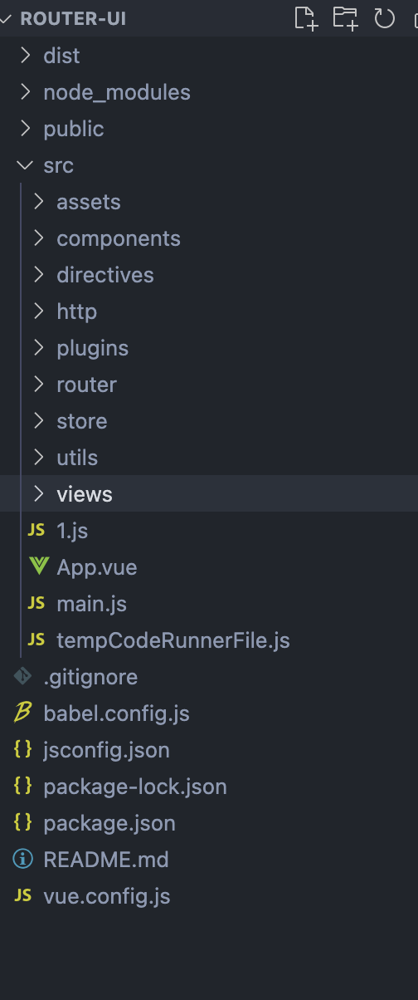 ROUTER-UI
dist
node_modules
public
src
assets
components
directives
http
plugins
router
store
utils
views
JS 1.js
App.vue
JS main.js
JS tempCodeRunnerFile.js
.gitignore
B babel.config.js
{} jsconfig.json
{} package-lock.json
{} package.json
README.md
JS vue.config.js